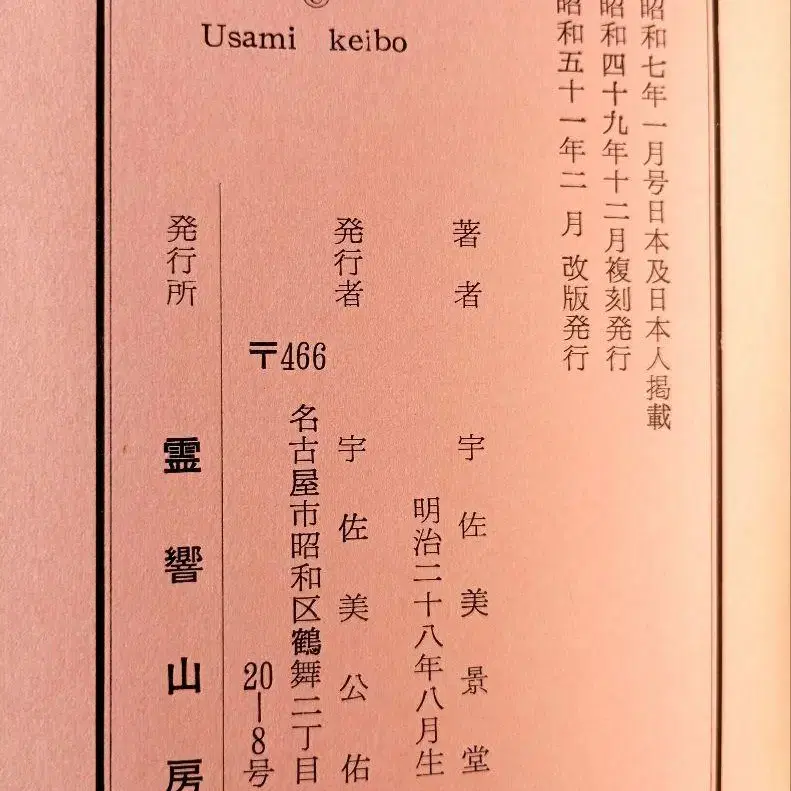 昭和七年一月号日本及日本人掲載
昭和四十九年十二月複刻発行
昭和五十一年二月改版発行
著者　宇佐美景堂
明治二十八年八月生
発行者　宇佐美公佑
〒466
名古屋市昭和区鶴舞二丁目
20―8号
発行所　霊響山房
©
Usami keibo